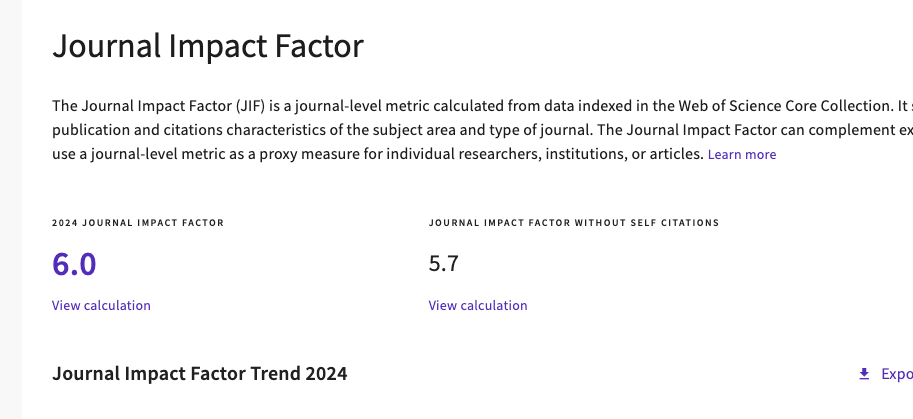 Journal Impact Factor
The Journal Impact Factor (JIF) is a journal-level metric calculated from data indexed in the Web of Science Core Collection. It
publication and citations characteristics of the subject area and type of journal. The Journal Impact Factor can complement
use a journal-level metric as a proxy measure for individual researchers, institutions, or articles. Learn more
2024 JOURNAL IMPACT FACTOR
JOURNAL IMPACT FACTOR WITHOUT SELF CITATIONS
6.0
5.7
View calculation
View calculation
Journal Impact Factor Trend 2024
Expo